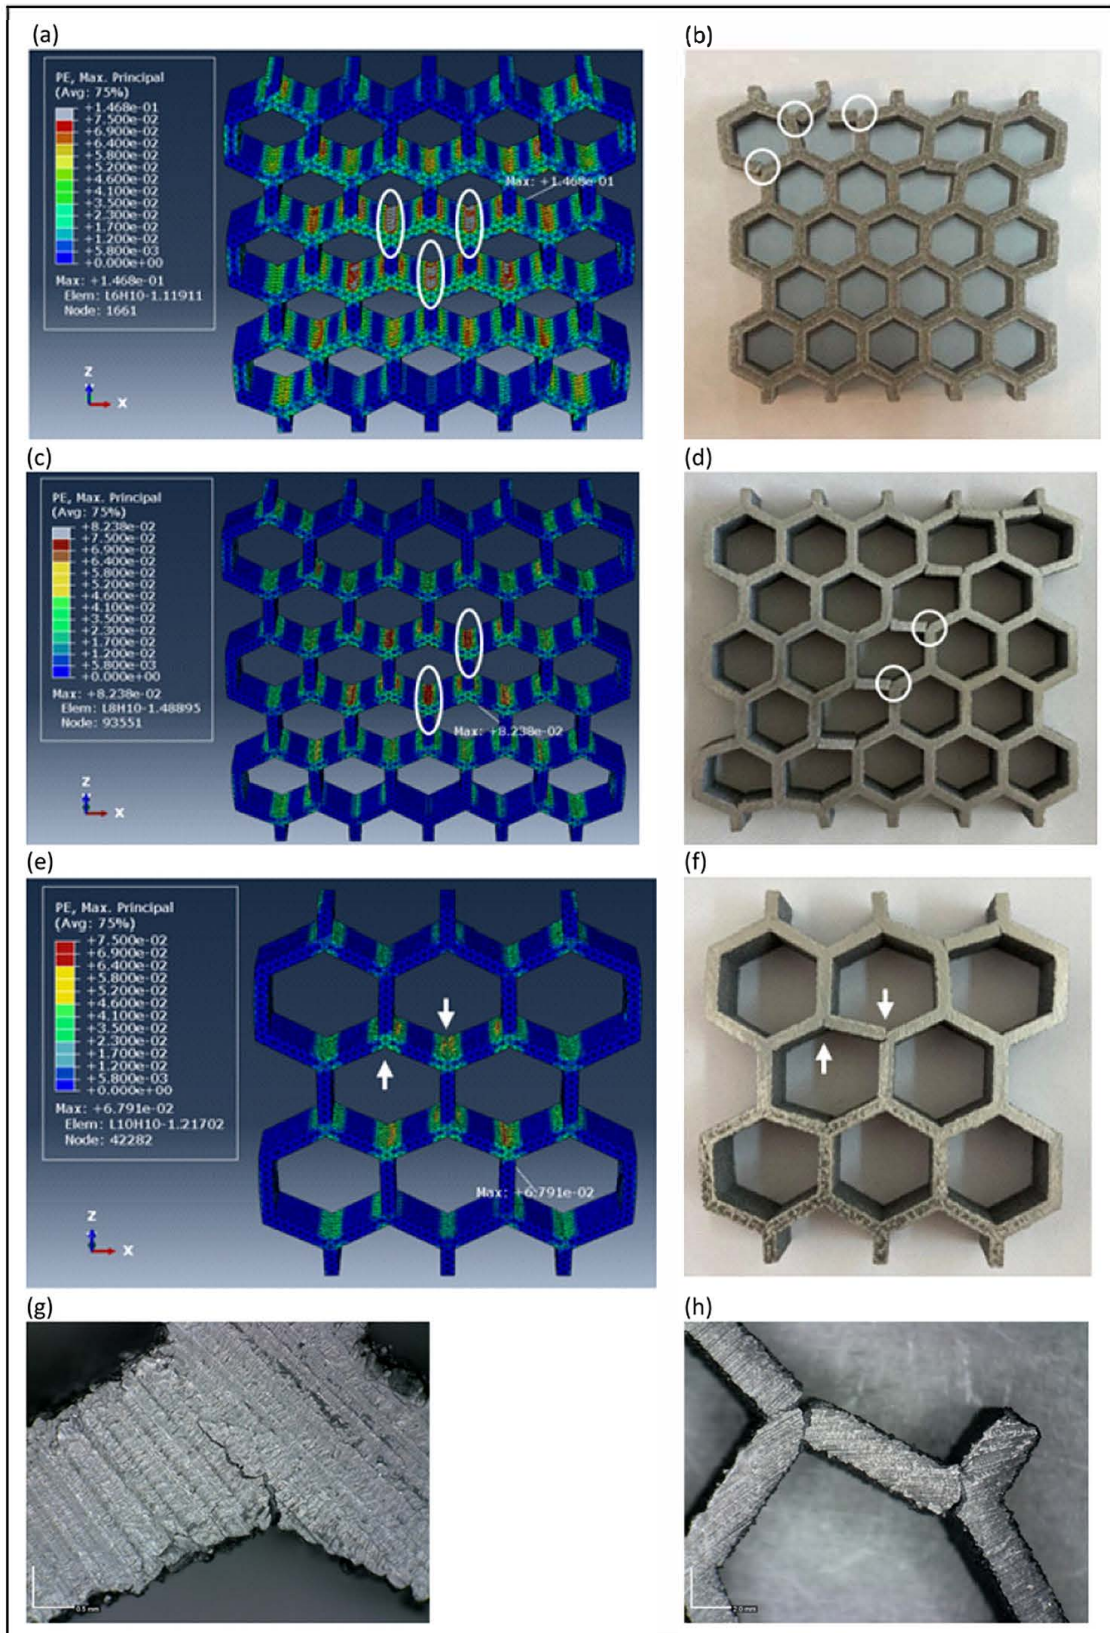 (a)
(b)
PE, Max. Principal
(Avg: 75%)
+1.468e-01
+7.500e-02
+6.900e-02
+6.400e-02
+5.800e-02
+5.200e-02
+4.600e-02
+4.100e-02
+3.500e-02
+2.300e-02
+1.700e-02
+1.200e-02
+5.800e-03
+0.000e+00
Max: +1.468e-01
Elem: L6H10-1.11911
Node: 1661
Max: +1.468e-01
Z
X
(c)
(d)
PE, Max. Principal
(Avg: 75%)
+8.238e-02
+7.500e-02
+6.900e-02
+6.400e-02
+5.800e-02
+5.200e-02
+4.600e-02
+4.100e-02
+3.500e-02
+2.300e-02
+1.700e-02
+1.200e-02
+5.800e-03
+0.000e+00
Max: +8.238e-02
Elem: L8H10-1.48895
Node: 93551
Max: +8.238e-02
Z
X
(e)
(f)
PE, Max. Principal
(Avg: 75%)
+7.500e-02
+6.900e-02
+6.400e-02
+5.800e-02
+5.200e-02
+4.600e-02
+4.100e-02
+3.500e-02
+2.300e-02
+1.700e-02
+1.200e-02
+5.800e-03
+0.000e+00
Max: +6.791e-02
Elem: L10H10-1.21702
Node: 42282
Max: +6.791e-02
Z
X
(g)
(h)
0.5 mm
2.0 mm